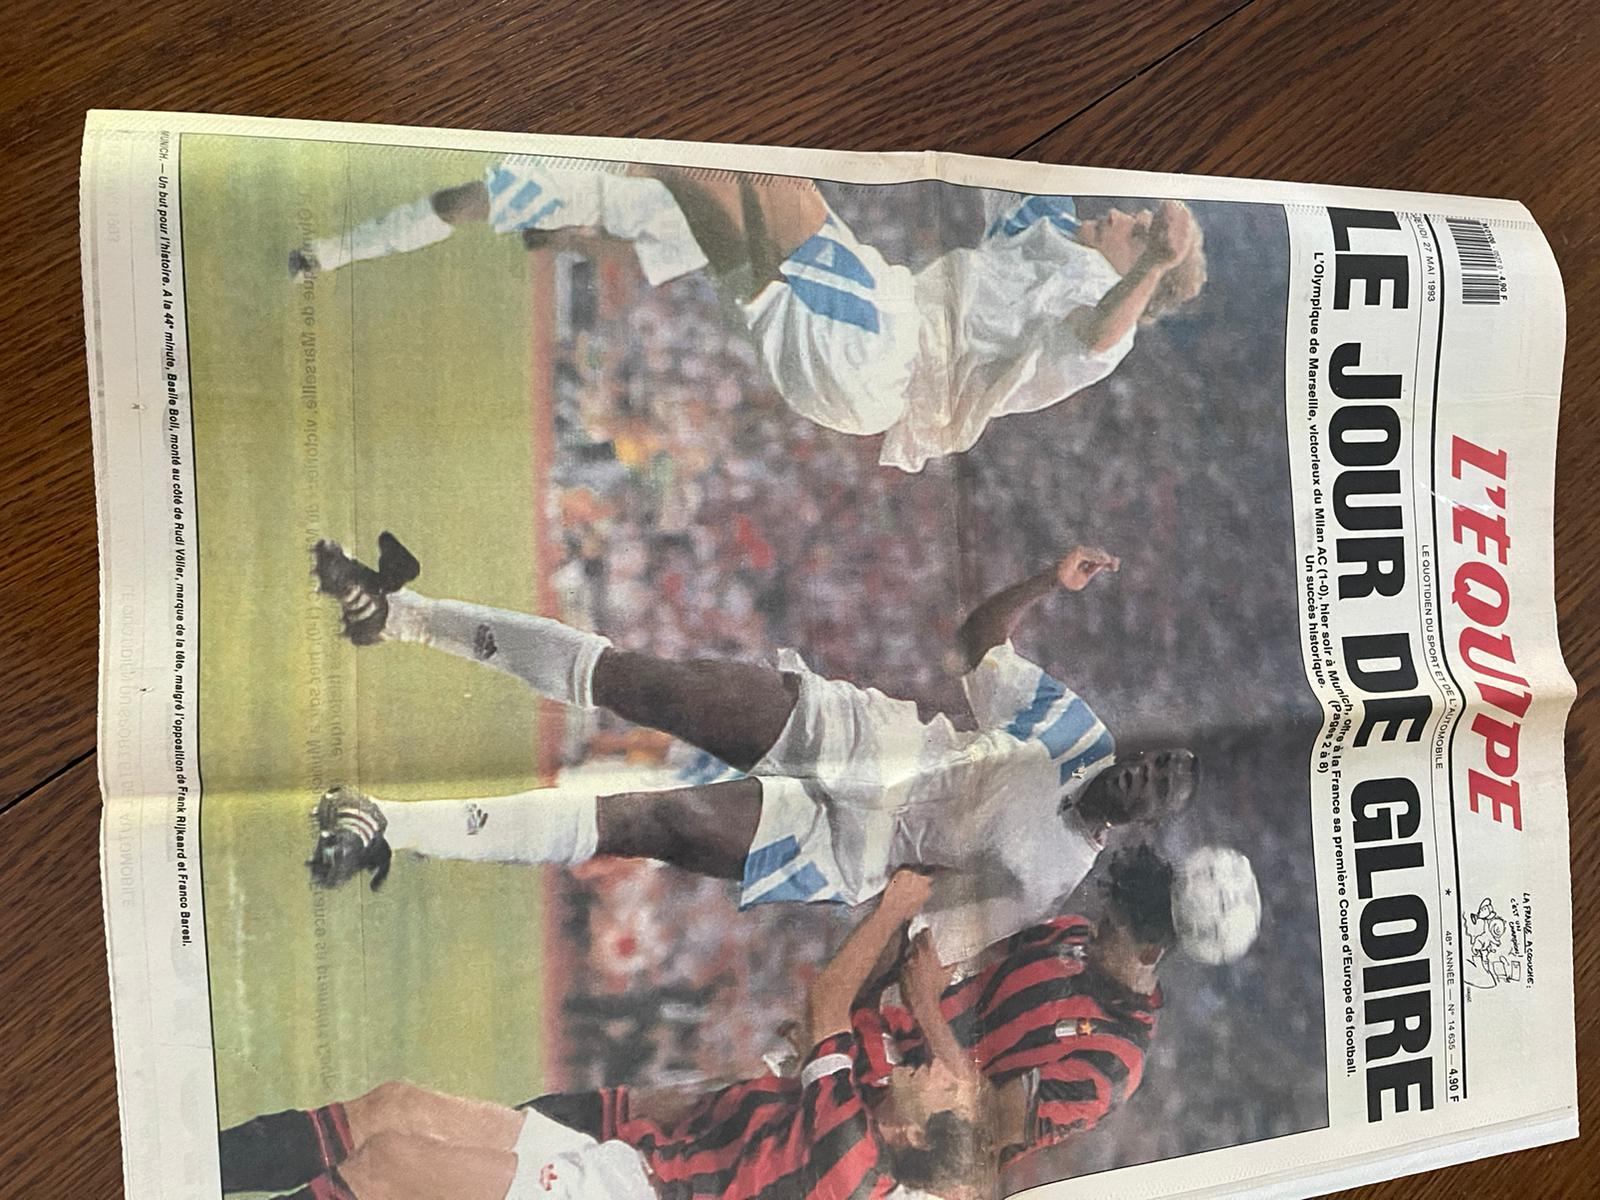 4,90 F
L'EQUIPE
LA FRANCE ACCOUCHE:
C'EST UN
CHAMPION!
JEUDI 27 MAI 1993
LE QUOTIDIEN DU SPORT ET DE L'AUTOMOBILE
* 48e ANNÉE — N° 14 635 — 4,90 F
LE JOUR DE GLOIRE
L'Olympique de Marseille, victorieux du Milan AC (1-0), hier soir à Munich, offre à la France sa première Coupe d'Europe de football.
Un succès historique. (Pages 2 à 8)
MUNICH. — Un but pour l'histoire. A la 44e minute, Basile Boli, monté au côté de Rudi Völler, marque de la tête, malgré l'opposition de Frank Rijkaard et Franco Baresi.